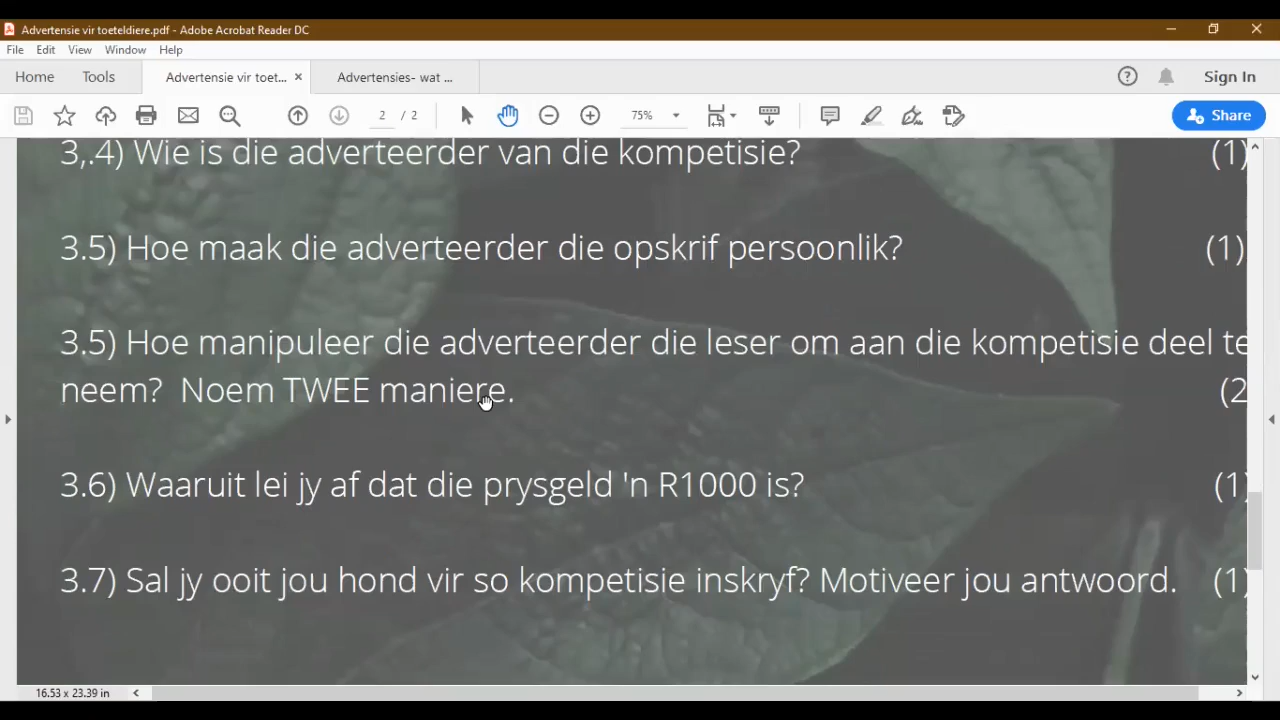 Advertensie vir toeteldiere.pdf - Adobe Acrobat Reader DC
File Edit View Window Help
Home Tools Advertensie vir toet... × Advertensies- wat ... Sign In
2 / 2 75% Share
3,.4) Wie is die adverteerder van die kompetisie? (1)
3.5) Hoe maak die adverteerder die opskrif persoonlik? (1)
3.5) Hoe manipuleer die adverteerder die leser om aan die kompetisie deel te
neem? Noem TWEE maniere. (2
3.6) Waaruit lei jy af dat die prysgeld 'n R1000 is? (1)
3.7) Sal jy ooit jou hond vir so kompetisie inskryf? Motiveer jou antwoord. (1)
16.53 x 23.39 in